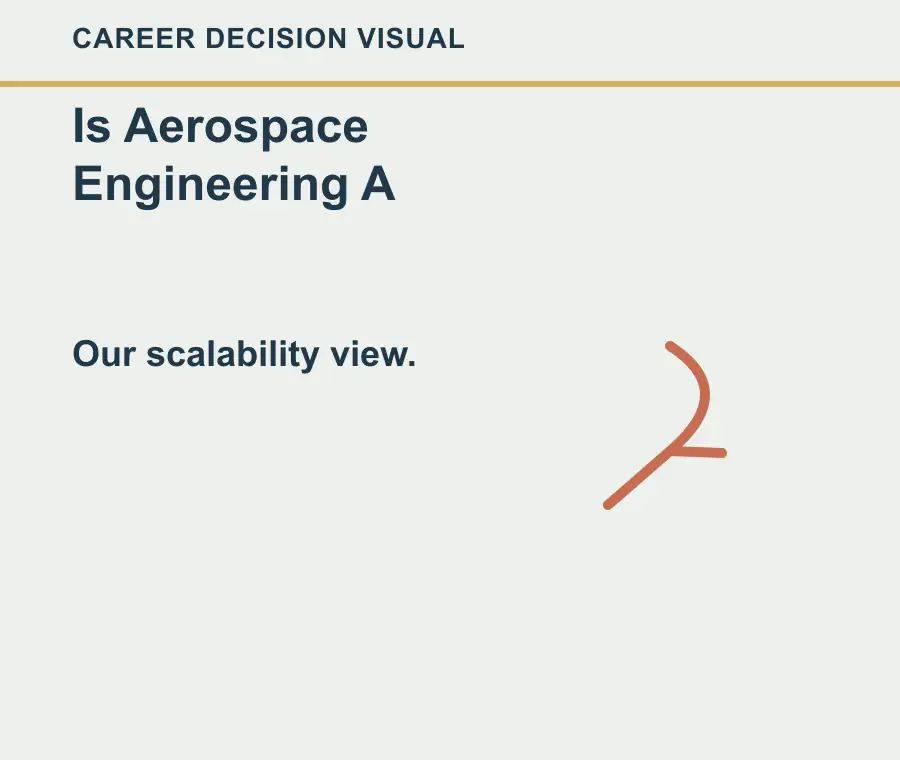 CAREER DECISION VISUAL
Is Aerospace
Engineering A
Our scalability view.